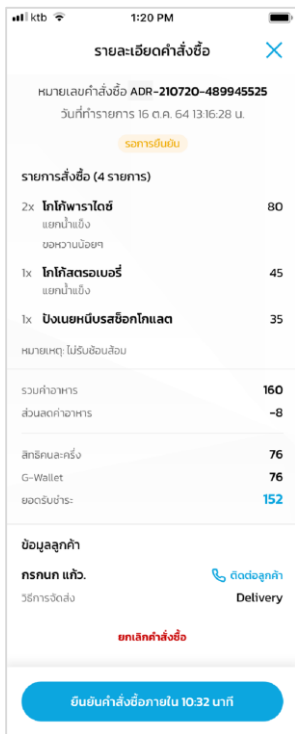 ktb 1:20 PM
รายละเอียดคำสั่งซื้อ
หมายเลขคำสั่งซื้อ ADR-210720-489945525
วันที่ทำรายการ 16 ต.ค. 64 13:16:28 น.
รอการยืนยัน
รายการสั่งซื้อ (4 รายการ)
2x โกโก้พาราไดซ์ 80
แยกน้ำแข็ง
ขอหวานน้อยๆ
1x โกโก้สตรอเบอรี่ 45
แยกน้ำแข็ง
1x ปังเนยหนึบรสช็อกโกแลต 35
หมายเหตุ: ไม่รับช้อนส้อม
รวมค่าอาหาร 160
ส่วนลดค่าอาหาร -8
สิทธิคนละครึ่ง 76
G-Wallet 76
ยอดรับชำระ 152
ข้อมูลลูกค้า
กรกนก แก้ว. ติดต่อลูกค้า
วิธีการจัดส่ง Delivery
ยกเลิกคำสั่งซื้อ
ยืนยันคำสั่งซื้อภายใน 10:32 นาที